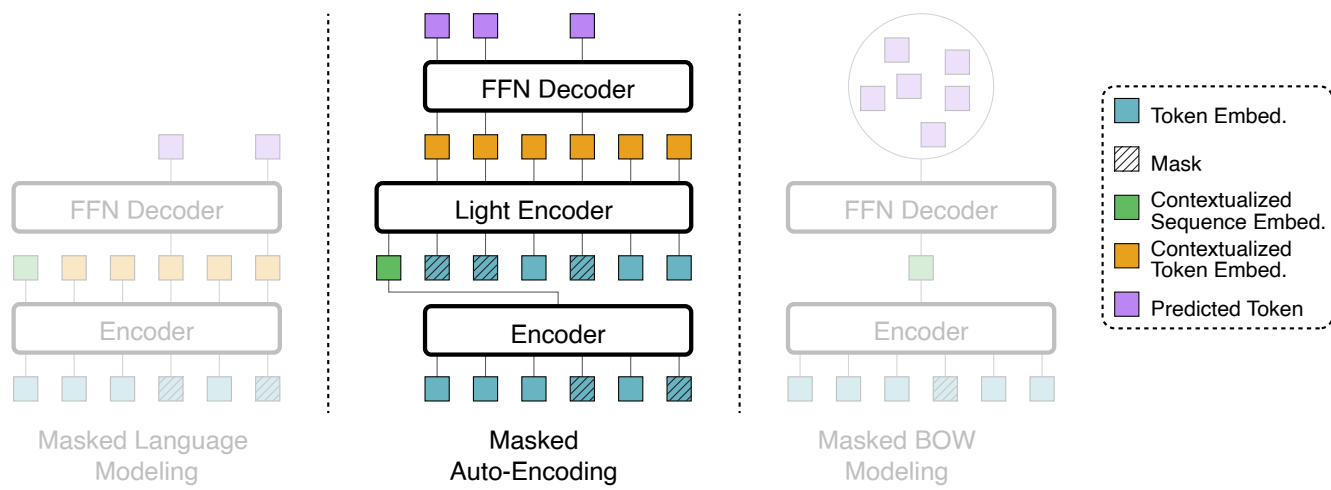 FFN Decoder
Encoder
Masked Language
Modeling
FFN Decoder
Light Encoder
Encoder
Masked
Auto-Encoding
FFN Decoder
Encoder
Masked BOW
Modeling
Token Embed.
Mask
Contextualized
Sequence Embed.
Contextualized
Token Embed.
Predicted Token